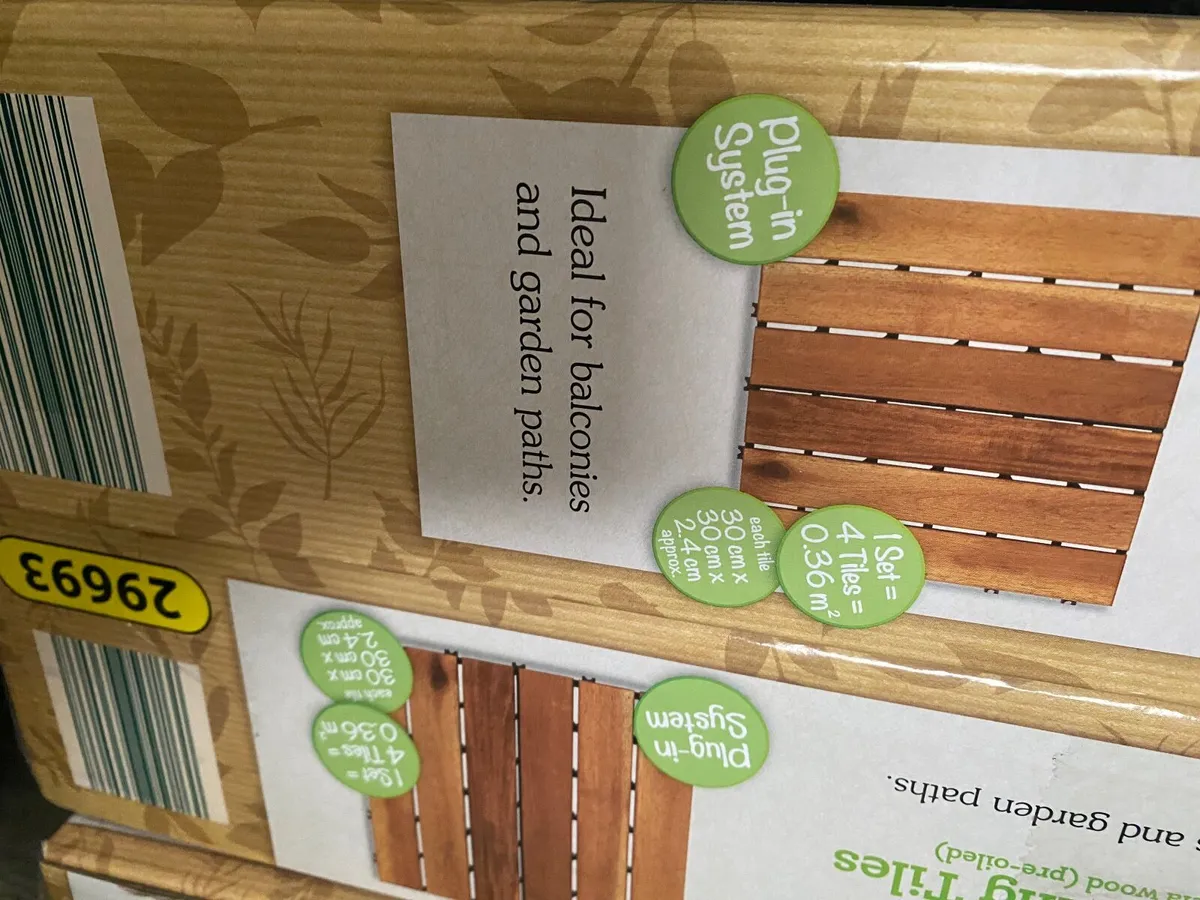 Plug-in
System
Ideal for balconies
and garden paths.
1 Set =
4 Tiles =
0.36 m²
each tile
30 cm x
30 cm x
2.4 cm
approx.
29693
each tile
30 cm x
30 cm x
2.4 cm
approx.
1 Set =
4 Tiles =
0.36 m²
Plug-in
System
Tiles
wood (pre-oiled)
and garden paths.